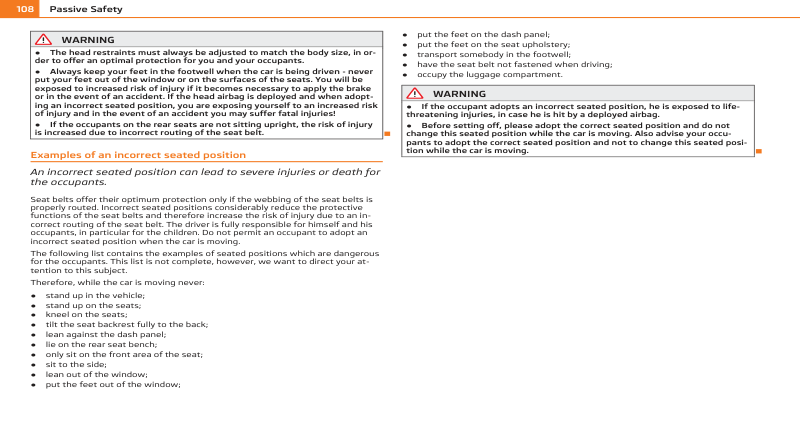 108 Passive Safety
WARNING
● The head restraints must always be adjusted to match the body size, in or-
der to offer an optimal protection for you and your occupants.
● Always keep your feet in the footwell when the car is being driven - never
put your feet out of the window or on the surfaces of the seats. You will be
exposed to increased risk of injury if it becomes necessary to apply the brake
or in the event of an accident. If the head airbag is deployed and when adopt-
ing an incorrect seated position, you are exposing yourself to an increased risk
of injury and in the event of an accident you may suffer fatal injuries!
● If the occupants on the rear seats are not sitting upright, the risk of injury
is increased due to incorrect routing of the seat belt.
Examples of an incorrect seated position
An incorrect seated position can lead to severe injuries or death for
the occupants.
Seat belts offer their optimum protection only if the webbing of the seat belts is
properly routed. Incorrect seated positions considerably reduce the protective
functions of the seat belts and therefore increase the risk of injury due to an in-
correct routing of the seat belt. The driver is fully responsible for himself and his
occupants, in particular for the children. Do not permit an occupant to adopt an
incorrect seated position when the car is moving.
The following list contains the examples of seated positions which are dangerous
for the occupants. This list is not complete, however, we want to direct your at-
tention to this subject.
Therefore, while the car is moving never:
● stand up in the vehicle;
● stand up on the seats;
● kneel on the seats;
● tilt the seat backrest fully to the back;
● lean against the dash panel;
● lie on the rear seat bench;
● only sit on the front area of the seat;
● sit to the side;
● lean out of the window;
● put the feet out of the window;
● put the feet on the dash panel;
● put the feet on the seat upholstery;
● transport somebody in the footwell;
● have the seat belt not fastened when driving;
● occupy the luggage compartment.
WARNING
● If the occupant adopts an incorrect seated position, he is exposed to life-
threatening injuries, in case he is hit by a deployed airbag.
● Before setting off, please adopt the correct seated position and do not
change this seated position while the car is moving. Also advise your occu-
pants to adopt the correct seated position and not to change this seated posi-
tion while the car is moving.